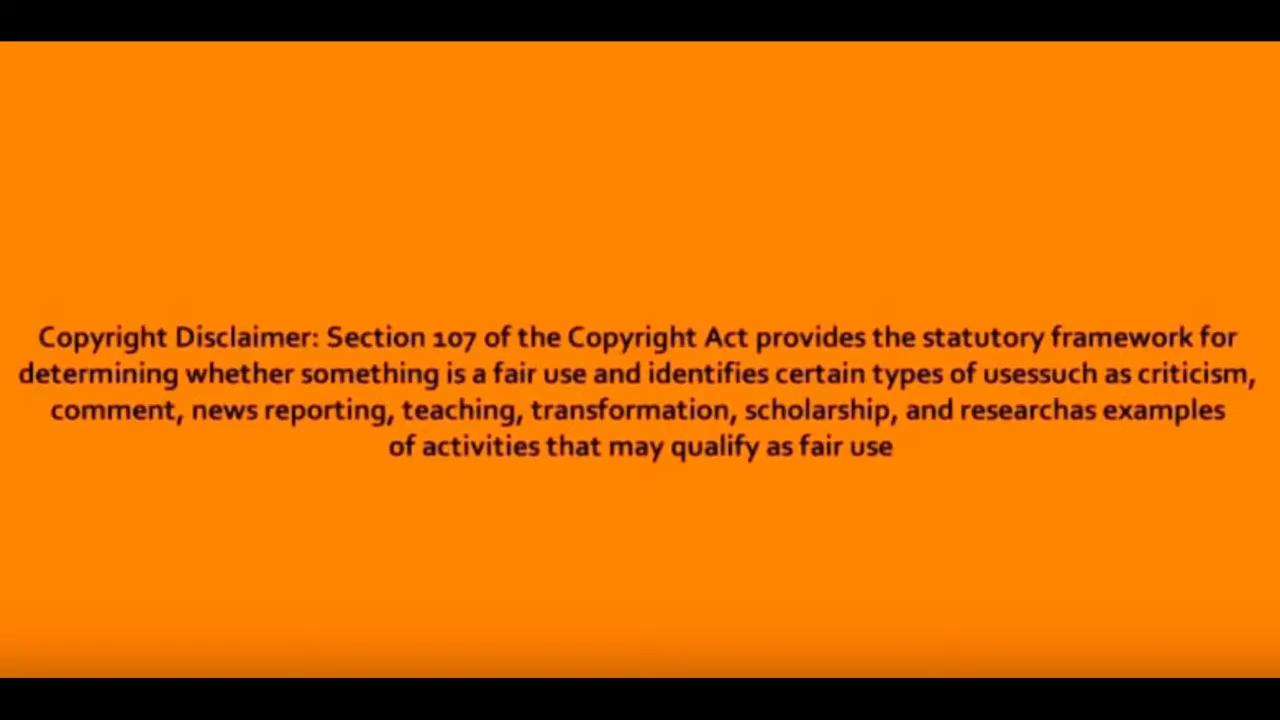 Copyright Disclaimer: Section 107 of the Copyright Act provides the statutory framework for
determining whether something is a fair use and identifies certain types of usessuch as criticism,
comment, news reporting, teaching, transformation, scholarship, and researchas examples
of activities that may qualify as fair use